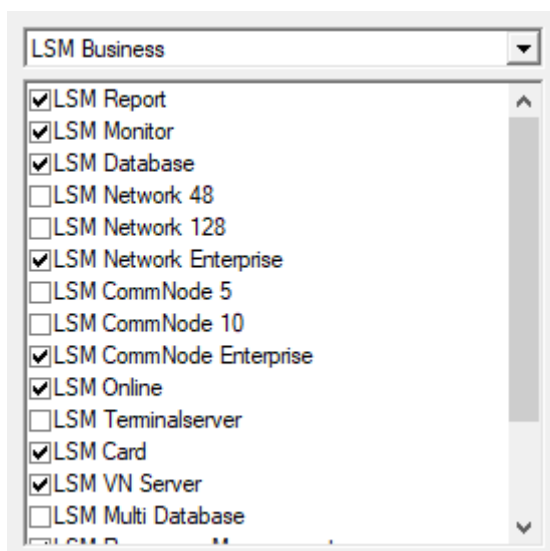 LSM Business
LSM Report
LSM Monitor
LSM Database
LSM Network 48
LSM Network 128
LSM Network Enterprise
LSM CommNode 5
LSM CommNode 10
LSM CommNode Enterprise
LSM Online
LSM Terminalserver
LSM Card
LSM VN Server
LSM Multi Database
LSM